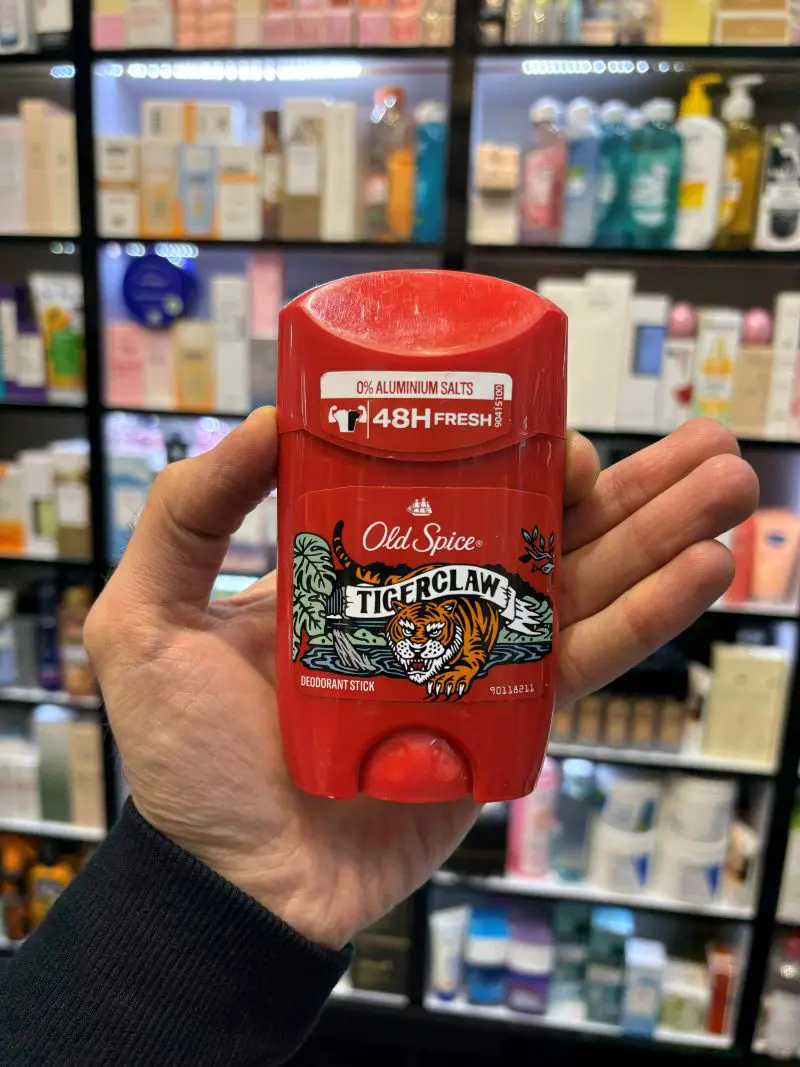 0% ALUMINIUM SALTS
48H FRESH
90415100
Old Spice®
TIGERCLAW
DEODORANT STICK
90118211